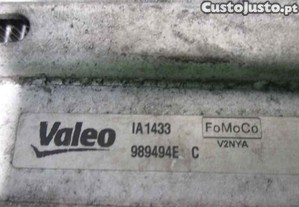 CustoJusto.pt
Valeo
IA1433
989494E C
FoMoCo
V2NYA